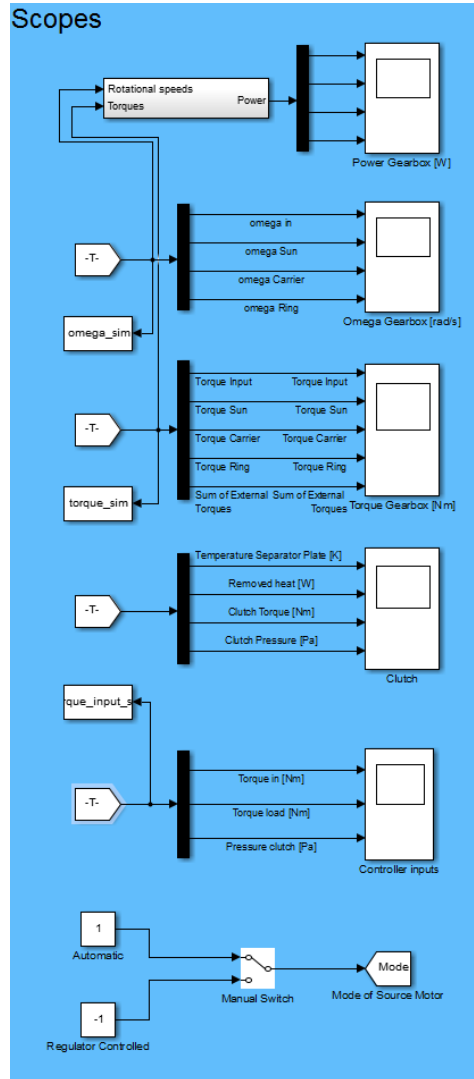 Scopes
Rotational speeds
Torques
Power
Power Gearbox [W]
-T-
omega in
omega Sun
omega Carrier
omega Ring
Omega Gearbox [rad/s]
omega_sim
-T-
Torque Input
Torque Input
Torque Sun
Torque Sun
Torque Carrier
Torque Carrier
Torque Ring
Torque Ring
Sum of External
Torques
Sum of External
Torques
Torque Gearbox [Nm]
torque_sim
-T-
Temperature Separator Plate [K]
Removed heat [W]
Clutch Torque [Nm]
Clutch Pressure [Pa]
Clutch
rque_input_s
-T-
Torque in [Nm]
Torque load [Nm]
Pressure clutch [Pa]
Controller inputs
1
Automatic
-1
Regulator Controlled
Manual Switch
Mode
Mode of Source Motor